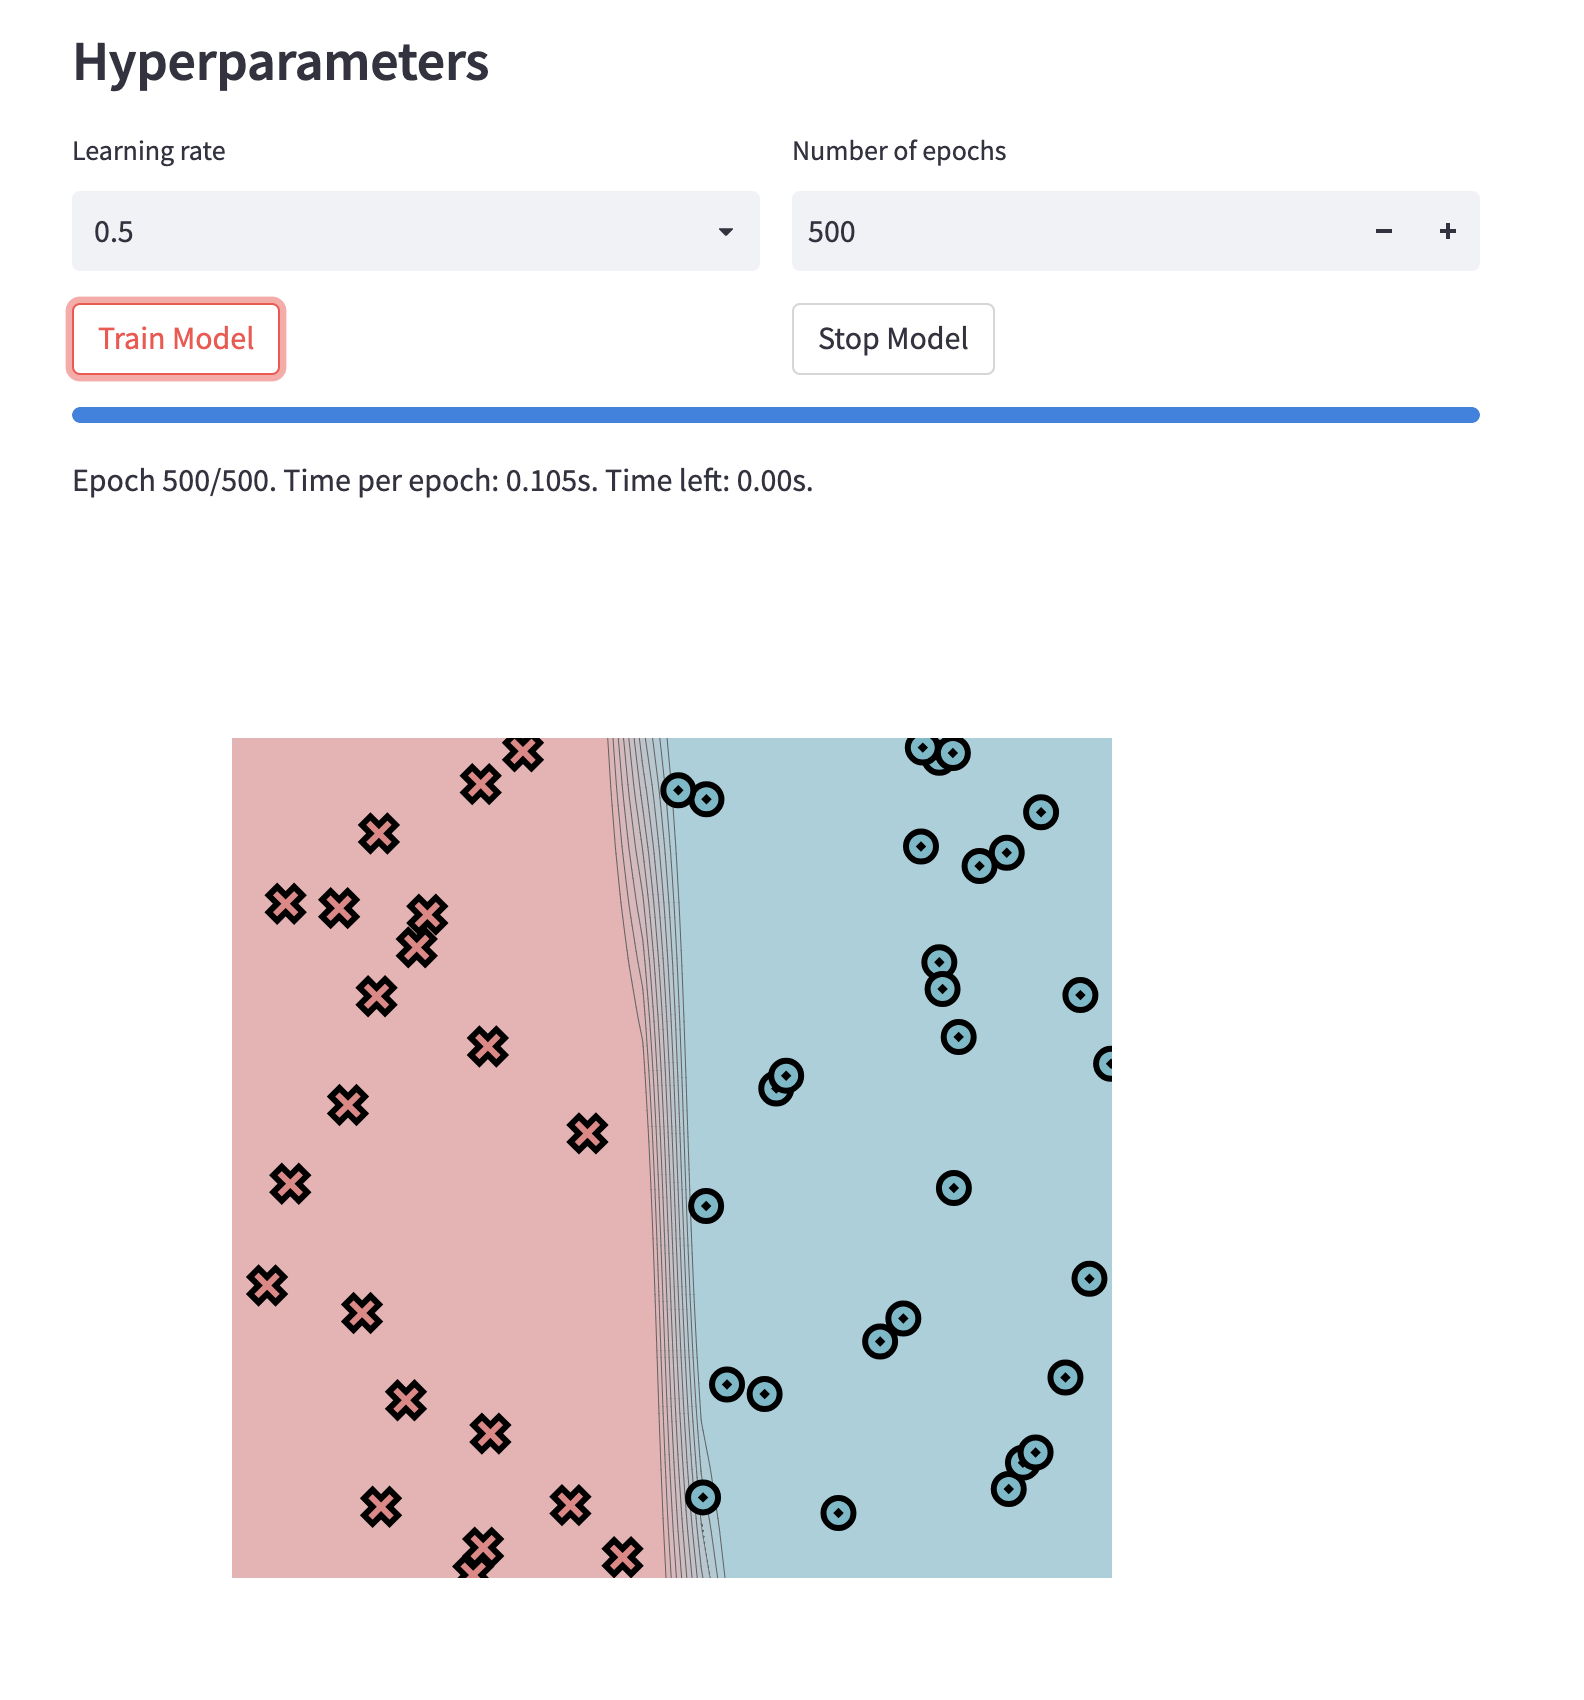 Hyperparameters
Learning rate
Number of epochs
0.5
500
Train Model
Stop Model
Epoch 500/500. Time per epoch: 0.105s. Time left: 0.00s.